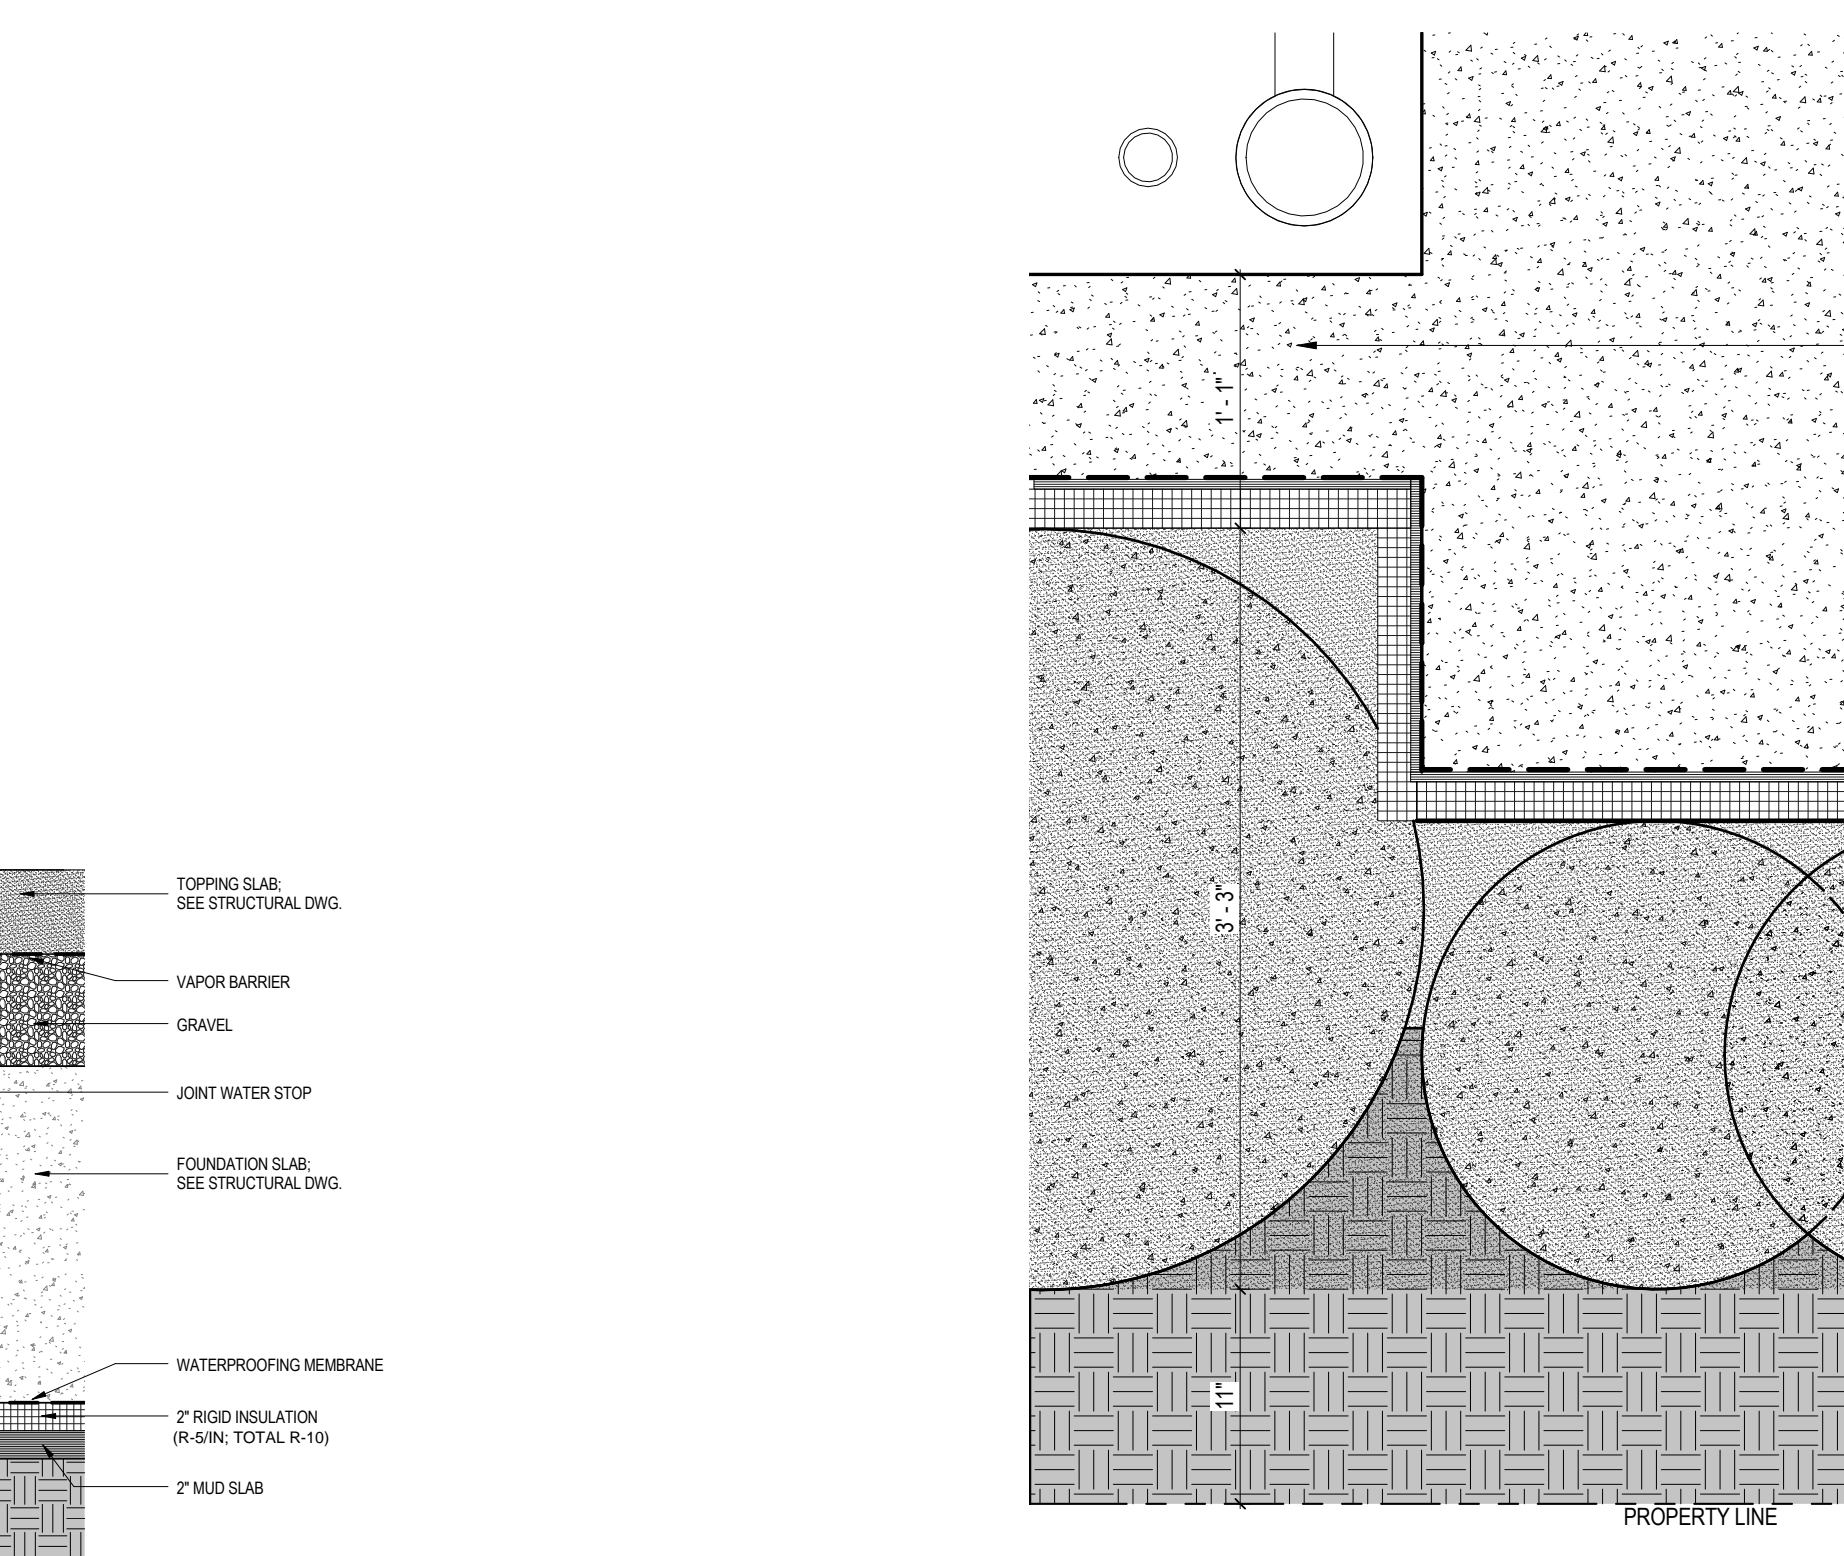 TOPPING SLAB;
SEE STRUCTURAL DWG.
VAPOR BARRIER
GRAVEL
JOINT WATER STOP
FOUNDATION SLAB;
SEE STRUCTURAL DWG.
WATERPROOFING MEMBRANE
2" RIGID INSULATION
(R-5/IN; TOTAL R-10)
2" MUD SLAB
1' - 1"
3' - 3"
11"
PROPERTY LINE